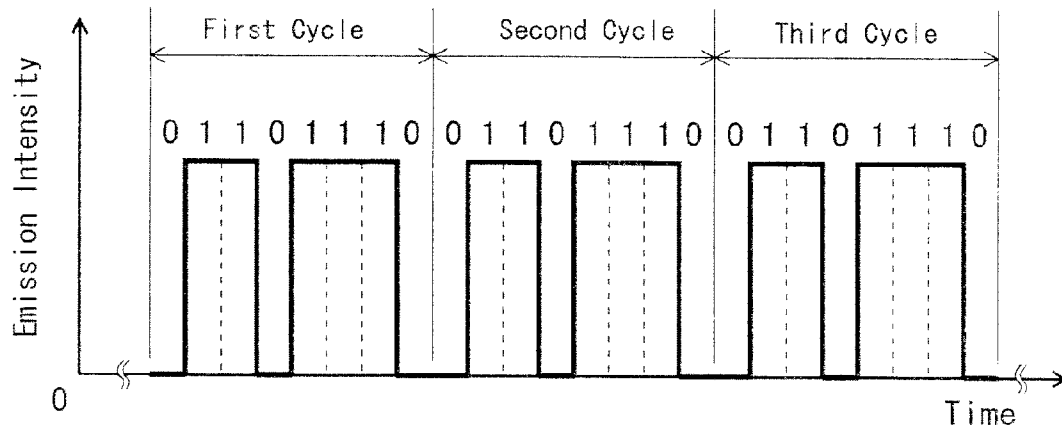 First Cycle Second Cycle Third Cycle
0 1 1 0 1 1 1 0 0 1 1 0 1 1 1 0 0 1 1 0 1 1 1 0
Emission Intensity
0
Time